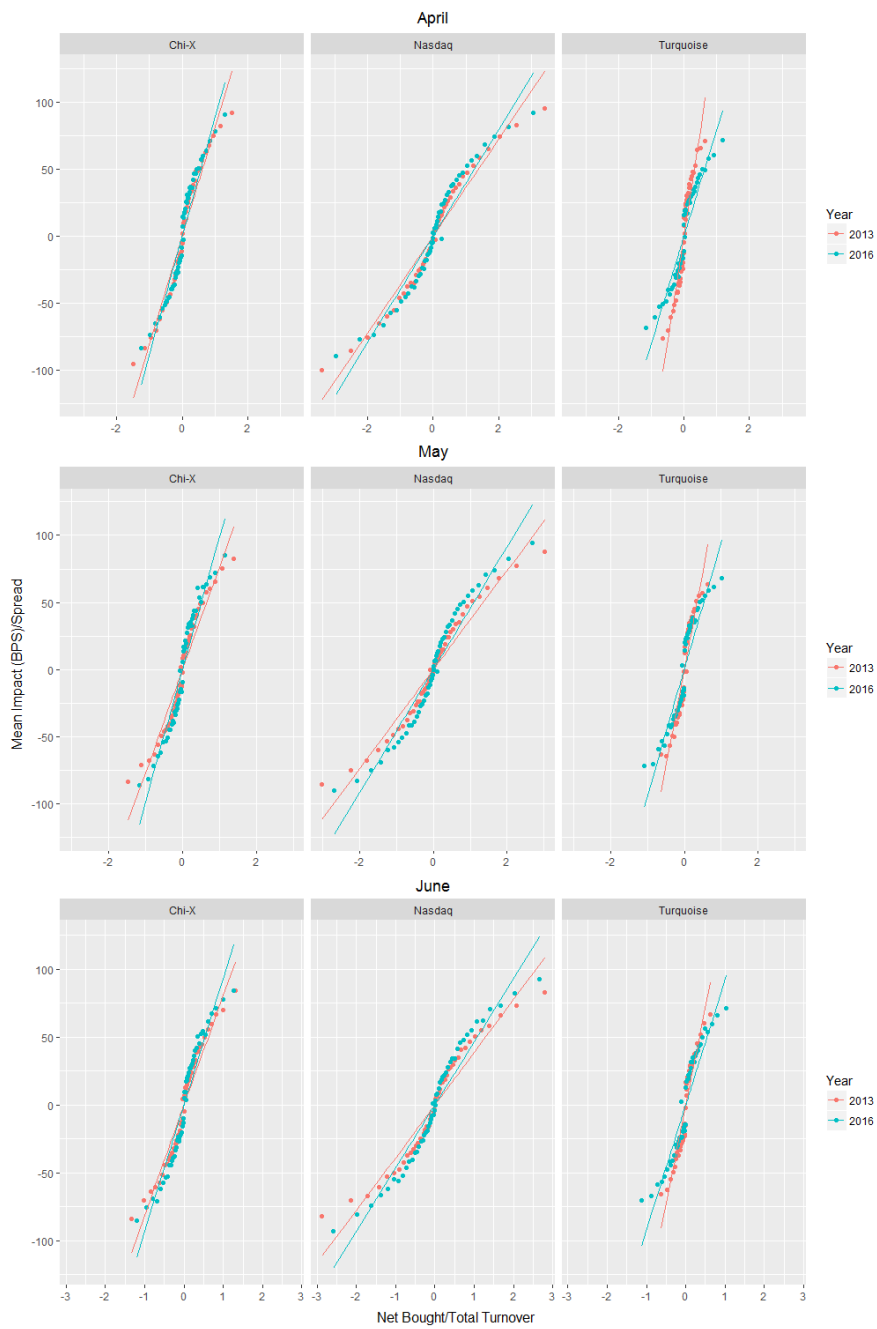 April
Chi-X Nasdaq Turquoise
100
50
0
-50
-100
-2 0 2 -2 0 2 -2 0 2
Year
2013
2016
May
Chi-X Nasdaq Turquoise
100
50
0
-50
-100
-2 0 2 -2 0 2 -2 0 2
Mean Impact (BPS)/Spread
Year
2013
2016
June
Chi-X Nasdaq Turquoise
100
50
0
-50
-100
-3 -2 -1 0 1 2 3 -3 -2 -1 0 1 2 3 -3 -2 -1 0 1 2 3
Year
2013
2016
Net Bought/Total Turnover